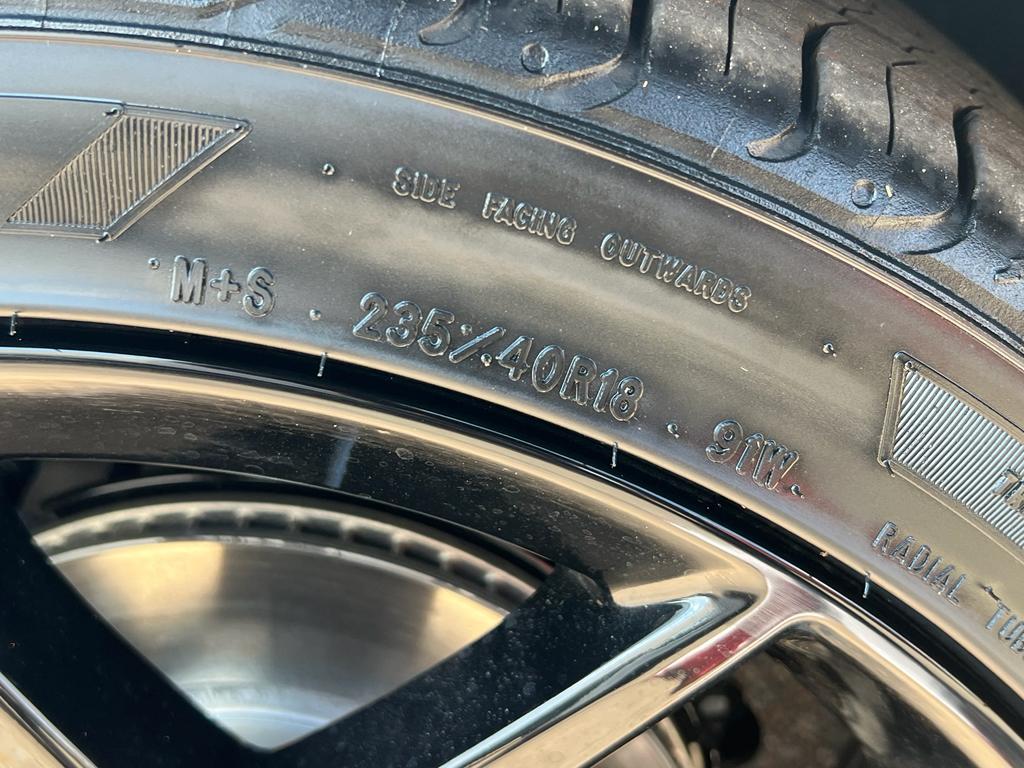 SIDE FACING OUTWARDS
M+S . 235/40R18 . 91W.
RADIAL